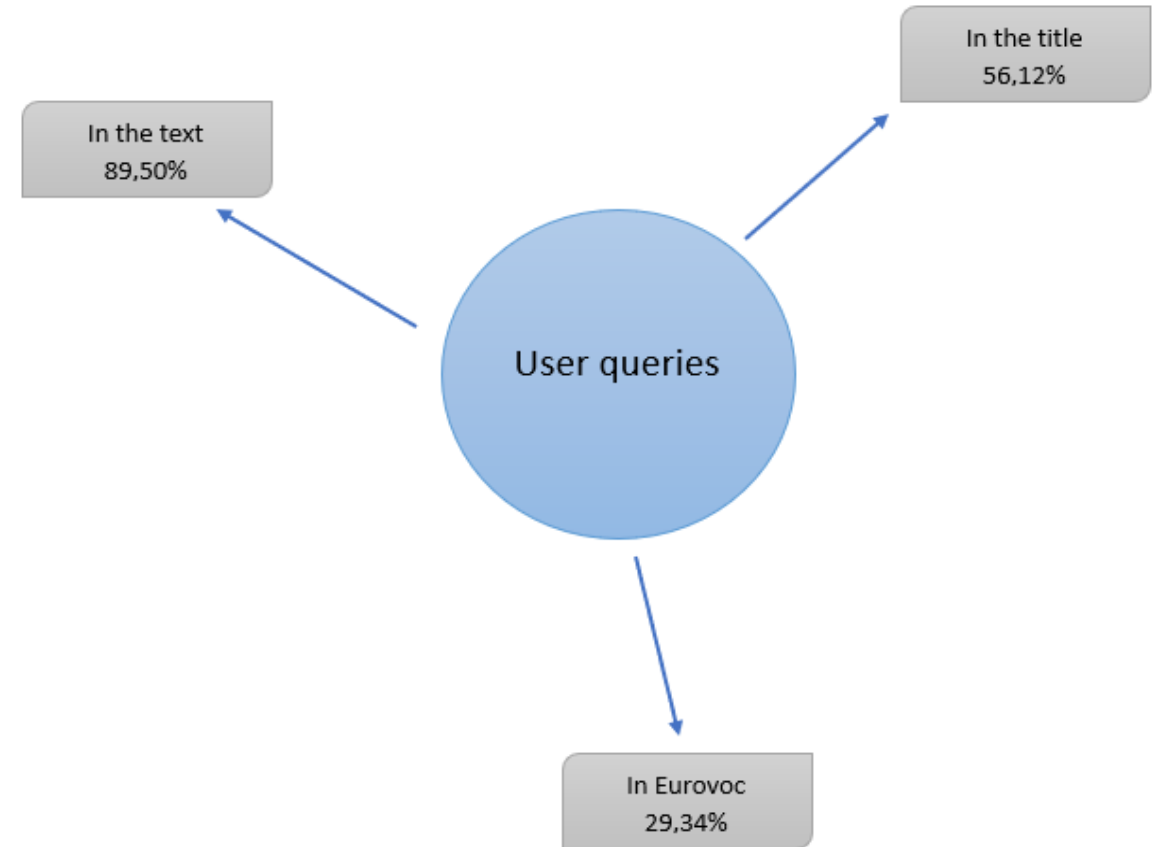 In the title
56,12%
In the text
89,50%
User queries
In Eurovoc
29,34%